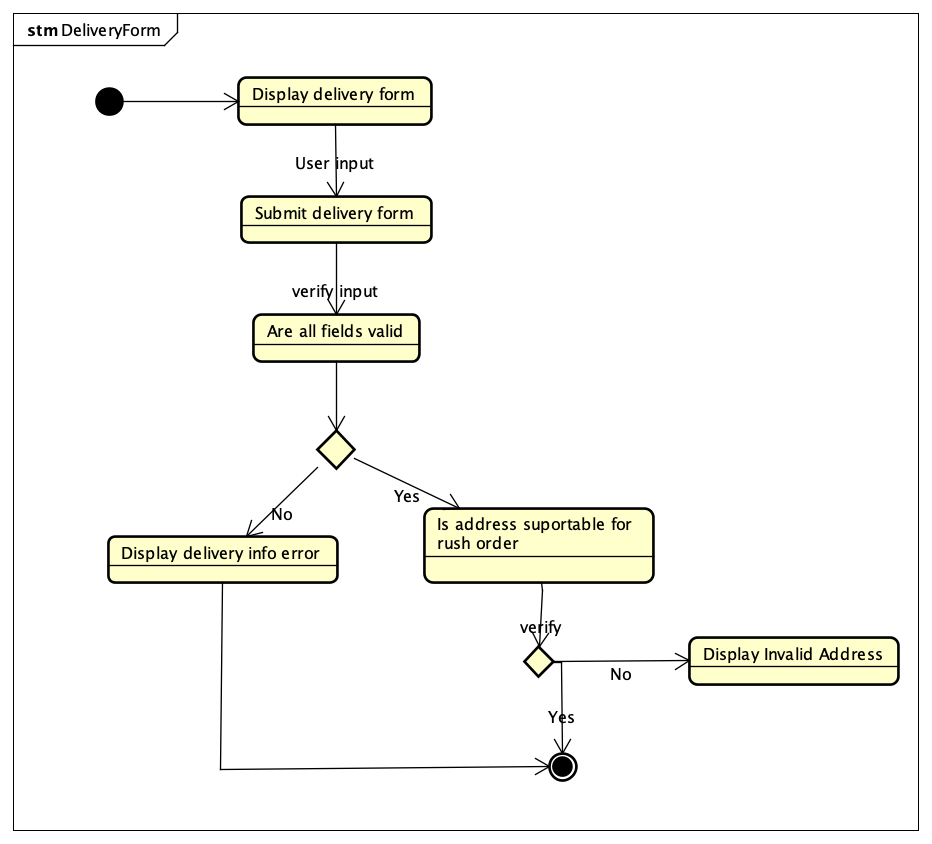 stm DeliveryForm
Display delivery form
User input
Submit delivery form
verify input
Are all fields valid
Yes
No
Is address suportable for
rush order
Display delivery info error
verify
Display Invalid Address
No
Yes